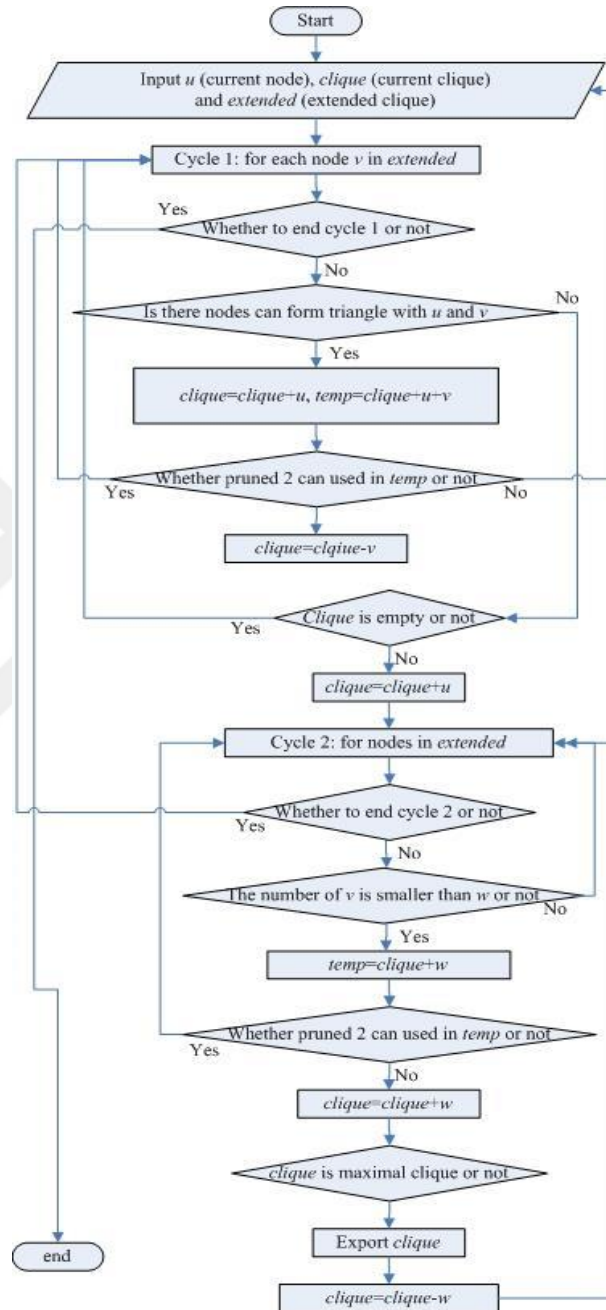 Start
Input u (current node), clique (current clique)
and extended (extended clique)
Cycle 1: for each node v in extended
Yes
Whether to end cycle 1 or not
No
No
Is there nodes can form triangle with u and v
Yes
clique=clique+u, temp=clique+u+v
Whether pruned 2 can used in temp or not
Yes
No
clique=clqiue-v
Clique is empty or not
Yes
No
clique=clique+u
Cycle 2: for nodes in extended
Whether to end cycle 2 or not
Yes
No
The number of v is smaller than w or not
No
Yes
temp=clique+w
Whether pruned 2 can used in temp or not
Yes
No
clique=clique+w
clique is maximal clique or not
Export clique
end
clique=clique-w